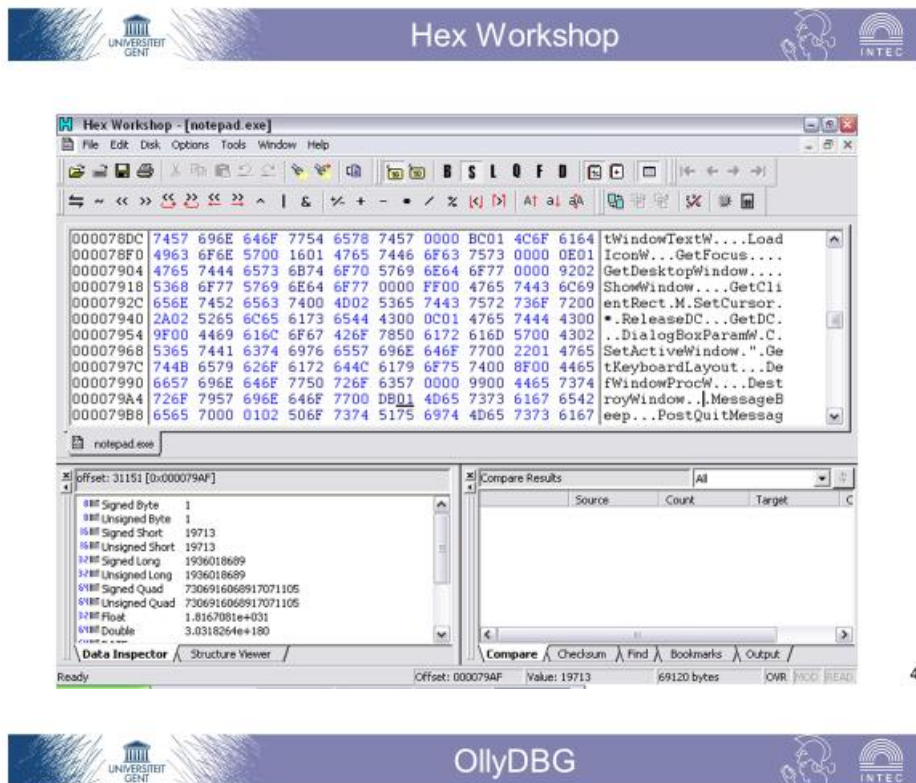 UNIVERSITEIT
GENT
Hex Workshop
INTEC
Hex Workshop - [notepad.exe]
File Edit Disk Options Tools Window Help
B S L Q F D
000078DC 7457 696E 646F 7754 6578 7457 0000 BC01 4C6F 6164 tWindowTextW....Load
000078F0 4963 6F6E 5700 1601 4765 7446 6F63 7573 0000 0E01 IconW...GetFocus....
00007904 4765 7444 6573 6B74 6F70 5769 6E64 6F77 0000 9202 GetDesktopWindow....
00007918 5368 6F77 5769 6E64 6F77 0000 FF00 4765 7443 6C69 ShowWindow....GetCli
0000792C 656E 7452 6563 7400 4D02 5365 7443 7572 736F 7200 entRect.M.SetCursor.
00007940 2A02 5265 6C65 6173 6544 4300 0C01 4765 7444 4300 *.ReleaseDC...GetDC.
00007954 9F00 4469 616C 6F67 426F 7850 6172 616D 5700 4302 ..DialogBoxParamW.C.
00007968 5365 7441 6374 6976 6557 696E 646F 7700 2201 4765 SetActiveWindow.".Ge
0000797C 744B 6579 626F 6172 644C 6179 6F75 7400 8F00 4465 tKeyboardLayout...De
00007990 6657 696E 646F 7750 726F 6357 0000 9900 4465 7374 fWindowProcW....Dest
000079A4 726F 7957 696E 646F 7700 DB01 4D65 7373 6167 6542 royWindow...MessageB
000079B8 6565 7000 0102 506F 7374 5175 6974 4D65 7373 6167 eep...PostQuitMessag
notepad.exe
offset: 31151 [0x000079AF]
8BIT Signed Byte 1
8BIT Unsigned Byte 1
16BIT Signed Short 19713
16BIT Unsigned Short 19713
32BIT Signed Long 1936018689
32BIT Unsigned Long 1936018689
64BIT Signed Quad 7306916068917071105
64BIT Unsigned Quad 7306916068917071105
32BIT Float 1.8167081e+031
64BIT Double 3.0318264e+180
Data Inspector Structure Viewer
Compare Results All
Source Count Target C
Compare Checksum Find Bookmarks Output
Ready Offset: 000079AF Value: 19713 69120 bytes OVR MOD READ
4
UNIVERSITEIT
GENT
OllyDBG
INTEC